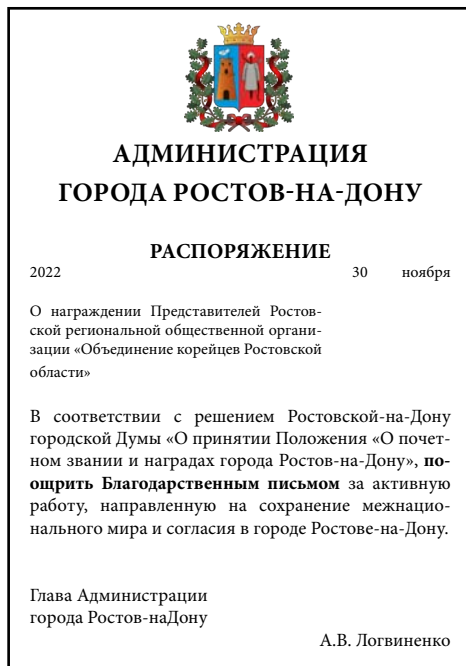 АДМИНИСТРАЦИЯ
ГОРОДА РОСТОВ-НА-ДОНУ
РАСПОРЯЖЕНИЕ
2022 30 ноября
О награждении Представителей Ростов-
ской региональной общественной органи-
зации «Объединение корейцев Ростовской
области»
В соответствии с решением Ростовской-на-Дону
городской Думы «О принятии Положения «О почет-
ном звании и наградах города Ростов-на-Дону», по-
ощрить Благодарственным письмом за активную
работу, направленную на сохранение межнацио-
нального мира и согласия в городе Ростове-на-Дону.
Глава Администрации
города Ростов-наДону
А.В. Логвиненко